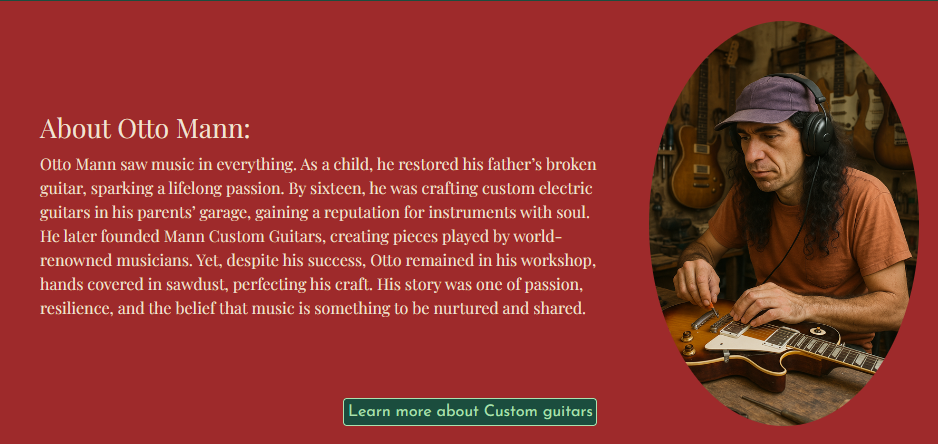 About Otto Mann:
Otto Mann saw music in everything. As a child, he restored his father’s broken
guitar, sparking a lifelong passion. By sixteen, he was crafting custom electric
guitars in his parents’ garage, gaining a reputation for instruments with soul.
He later founded Mann Custom Guitars, creating pieces played by world-
renowned musicians. Yet, despite his success, Otto remained in his workshop,
hands covered in sawdust, perfecting his craft. His story was one of passion,
resilience, and the belief that music is something to be nurtured and shared.
Learn more about Custom guitars